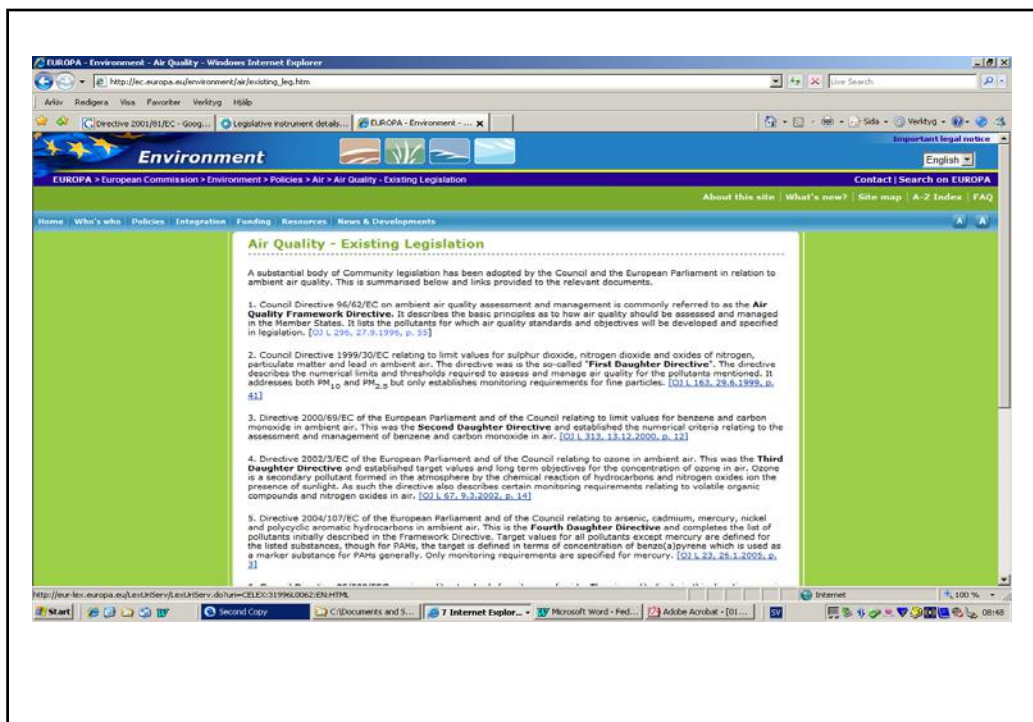 EUROPA - Environment - Air Quality - Windows Internet Explorer
http://ec.europa.eu/environment/air/existing_leg.htm
Live Search
Arkiv Redigera Visa Favoriter Verktyg Hjälp
Directive 2001/81/EC - Goog... Legislative instrument details... EUROPA - Environment - ... Sida Verktyg
Important legal notice
Environment
English
EUROPA > European Commission > Environment > Policies > Air > Air Quality - Existing Legislation Contact | Search on EUROPA
About this site | What's new? | Site map | A-Z Index | FAQ
Home Who's who Policies Integration Funding Resources News & Developments A A
Air Quality - Existing Legislation
A substantial body of Community legislation has been adopted by the Council and the European Parliament in relation to
ambient air quality. This is summarised below and links provided to the relevant documents.
1. Council Directive 96/62/EC on ambient air quality assessment and management is commonly referred to as the Air
Quality Framework Directive. It describes the basic principles as to how air quality should be assessed and managed
in the Member States. It lists the pollutants for which air quality standards and objectives will be developed and specified
in legislation. [OJ L 296, 27.9.1996, p. 55]
2. Council Directive 1999/30/EC relating to limit values for sulphur dioxide, nitrogen dioxide and oxides of nitrogen,
particulate matter and lead in ambient air. The directive was is the so-called "First Daughter Directive". The directive
describes the numerical limits and thresholds required to assess and manage air quality for the pollutants mentioned. It
addresses both PM10 and PM2.5 but only establishes monitoring requirements for fine particles. [OJ L 163, 29.6.1999, p.
41]
3. Directive 2000/69/EC of the European Parliament and of the Council relating to limit values for benzene and carbon
monoxide in ambient air. This was the Second Daughter Directive and established the numerical criteria relating to the
assessment and management of benzene and carbon monoxide in air. [OJ L 313, 13.12.2000, p. 12]
4. Directive 2002/3/EC of the European Parliament and of the Council relating to ozone in ambient air. This was the Third
Daughter Directive and established target values and long term objectives for the concentration of ozone in air. Ozone
is a secondary pollutant formed in the atmosphere by the chemical reaction of hydrocarbons and nitrogen oxides ion the
presence of sunlight. As such the directive also describes certain monitoring requirements relating to volatile organic
compounds and nitrogen oxides in air. [OJ L 67, 9.3.2002, p. 14]
5. Directive 2004/107/EC of the European Parliament and of the Council relating to arsenic, cadmium, mercury, nickel
and polycyclic aromatic hydrocarbons in ambient air. This is the Fourth Daughter Directive and completes the list of
pollutants initially described in the Framework Directive. Target values for all pollutants except mercury are defined for
the listed substances, though for PAHs, the target is defined in terms of concentration of benzo(a)pyrene which is used as
a marker substance for PAHs generally. Only monitoring requirements are specified for mercury. [OJ L 23, 26.1.2005, p.
3]
http://eur-lex.europa.eu/LexUriServ/LexUriServ.do?uri=CELEX:31996L0062:EN:HTML Internet 100 %
Start Second Copy C:\Documents and S... 7 Internet Explor... Microsoft Word - Fed... Adobe Acrobat - [01... SV 08:48